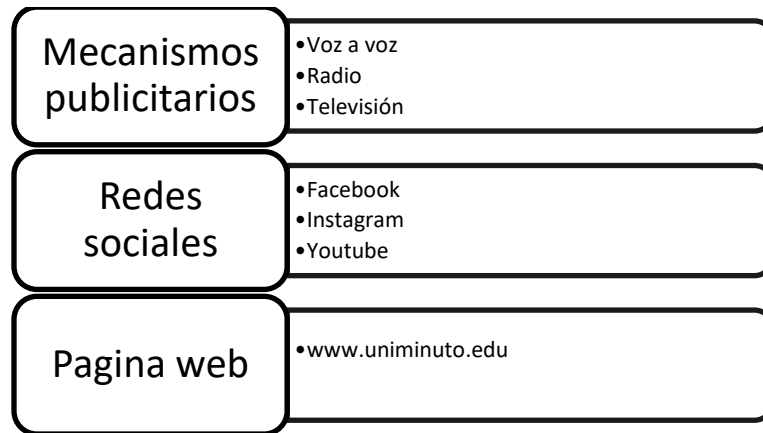 Mecanismos
publicitarios
•Voz a voz
•Radio
•Televisión
Redes
sociales
•Facebook
•Instagram
•Youtube
Pagina web
•www.uniminuto.edu